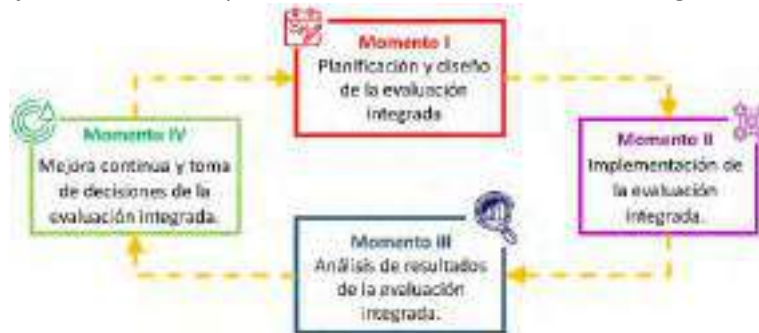 Momento I
Planificación y diseño
de la evaluación
integrada
Momento II
Implementación de
la evaluación
integrada.
Momento III
Análisis de resultados
de la evaluación
integrada.
Momento IV
Mejora continua y toma
de decisiones de la
evaluación integrada.